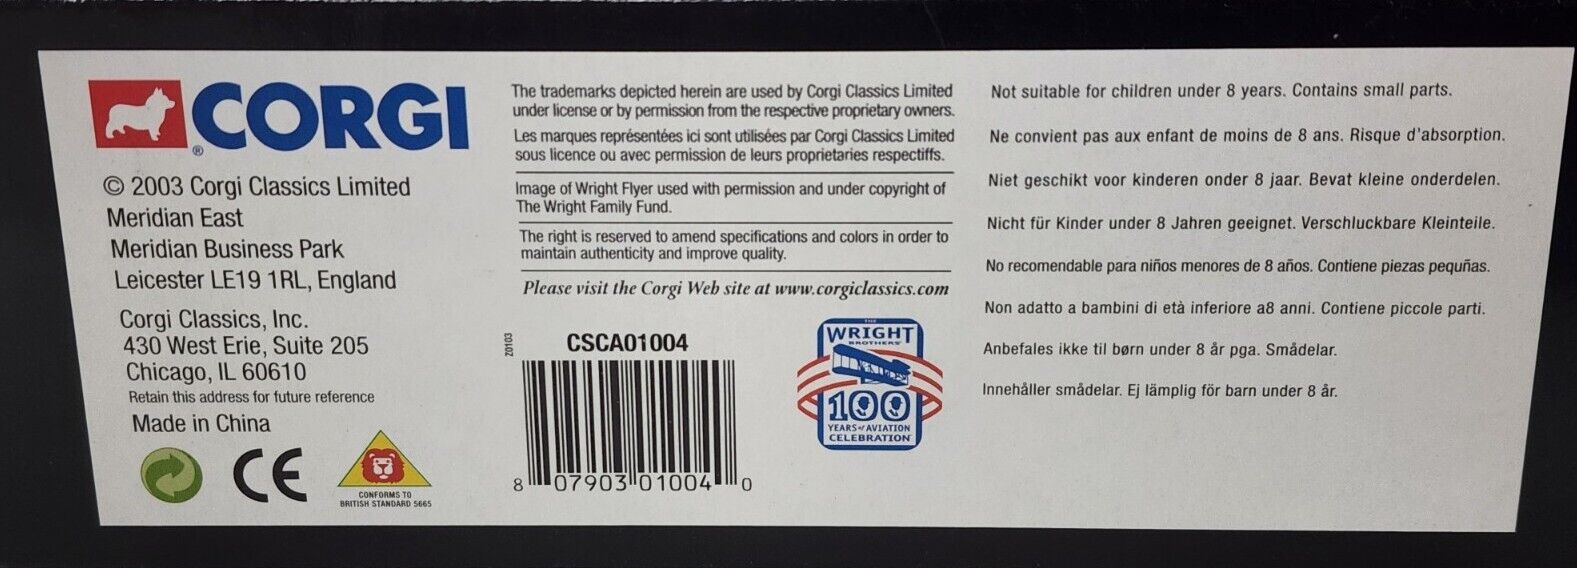 CORGI
®
© 2003 Corgi Classics Limited
Meridian East
Meridian Business Park
Leicester LE19 1RL, England
Corgi Classics, Inc.
430 West Erie, Suite 205
Chicago, IL 60610
Retain this address for future reference
Made in China
CE
CONFORMS TO
BRITISH STANDARD 5665
The trademarks depicted herein are used by Corgi Classics Limited
under license or by permission from the respective proprietary owners.
Les marques représentées ici sont utilisées par Corgi Classics Limited
sous licence ou avec permission de leurs proprietaries respectiffs.
Image of Wright Flyer used with permission and under copyright of
The Wright Family Fund.
The right is reserved to amend specifications and colors in order to
maintain authenticity and improve quality.
Please visit the Corgi Web site at www.corgiclassics.com
Z0103
CSCA01004
8 07903 01004 0
THE
WRIGHT
BROTHERS
100
YEARS of AVIATION
CELEBRATION
Not suitable for children under 8 years. Contains small parts.
Ne convient pas aux enfant de moins de 8 ans. Risque d'absorption.
Niet geschikt voor kinderen onder 8 jaar. Bevat kleine onderdelen.
Nicht für Kinder under 8 Jahren geeignet. Verschluckbare Kleinteile.
No recomendable para niños menores de 8 años. Contiene piezas pequñas.
Non adatto a bambini di età inferiore a8 anni. Contiene piccole parti.
Anbefales ikke til børn under 8 år pga. Smådelar.
Innehåller smådelar. Ej lämplig för barn under 8 år.